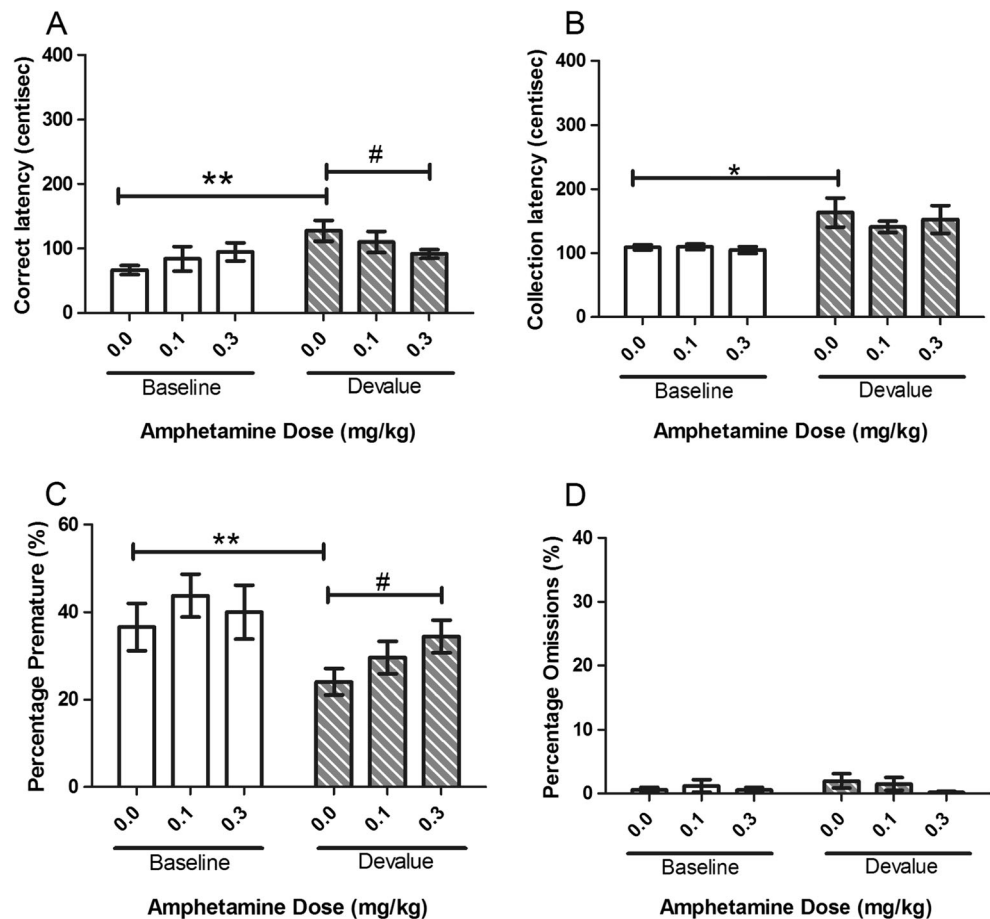 A
Correct latency (centisec)
400
300
200
100
0
**
#
0.0
0.1
0.3
0.0
0.1
0.3
Baseline
Devalue
Amphetamine Dose (mg/kg)
B
Collection latency (centisec)
400
300
200
100
0
*
0.0
0.1
0.3
0.0
0.1
0.3
Baseline
Devalue
Amphetamine Dose (mg/kg)
C
Percentage Premature (%)
60
40
20
0
**
#
0.0
0.1
0.3
0.0
0.1
0.3
Baseline
Devalue
Amphetamine Dose (mg/kg)
D
Percentage Omissions (%)
40
30
20
10
0
0.0
0.1
0.3
0.0
0.1
0.3
Baseline
Devalue
Amphetamine Dose (mg/kg)